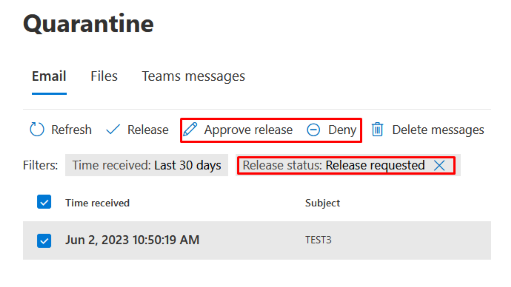 Quarantine
Email Files Teams messages
Refresh Release Approve release Deny Delete messages
Filters: Time received: Last 30 days Release status: Release requested
Time received Subject
Jun 2, 2023 10:50:19 AM TEST3